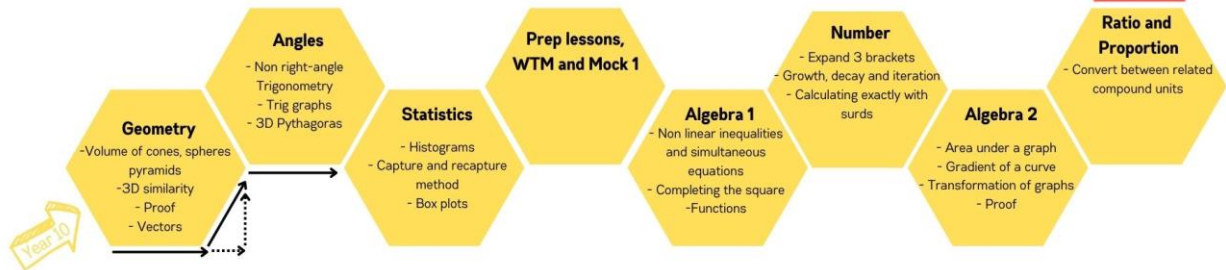 Year 10
Geometry
-Volume of cones, spheres
pyramids
-3D similarity
- Proof
- Vectors
Angles
- Non right-angle
Trigonometry
- Trig graphs
- 3D Pythagoras
Statistics
- Histograms
- Capture and recapture
method
- Box plots
Prep lessons,
WTM and Mock 1
Algebra 1
- Non linear inequalities
and simultaneous
equations
- Completing the square
-Functions
Number
- Expand 3 brackets
- Growth, decay and iteration
- Calculating exactly with
surds
Algebra 2
- Area under a graph
- Gradient of a curve
- Transformation of graphs
- Proof
Ratio and
Proportion
- Convert between related
compound units